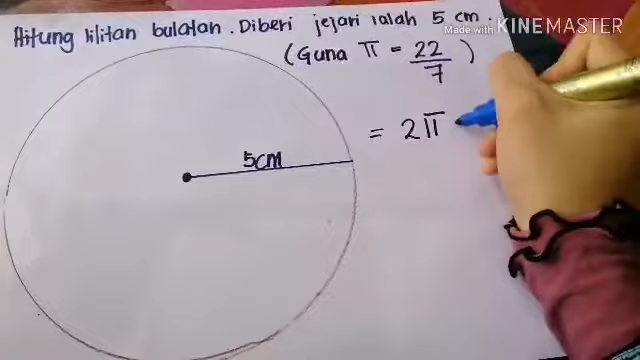 Hitung lilitan bulatan. Diberi jejari ialah 5 cm.
Made with KINEMASTER
(Guna π = 22/7)
= 2π
5CM